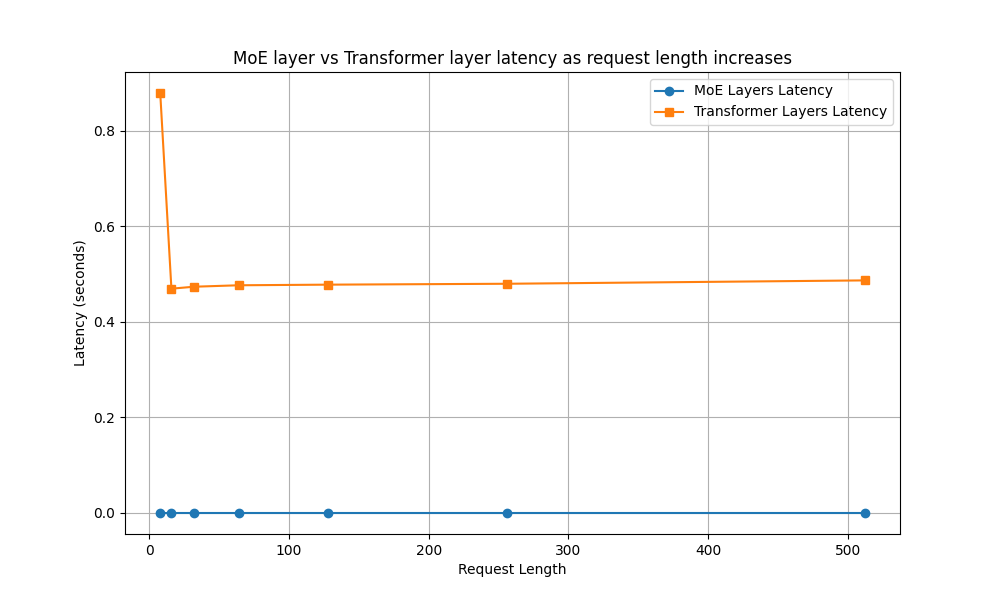 MoE layer vs Transformer layer latency as request length increases
MoE Layers Latency
Transformer Layers Latency
Latency (seconds)
0.8
0.6
0.4
0.2
0.0
0 100 200 300 400 500
Request Length